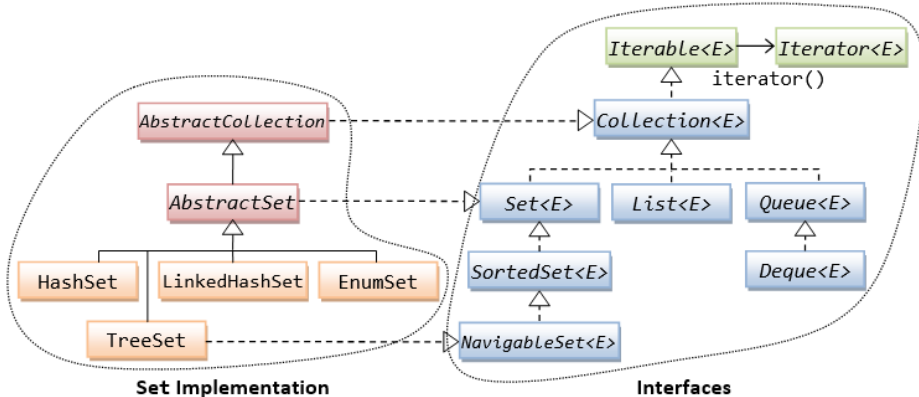 Iterable<E>
Iterator<E>
iterator()
AbstractCollection
Collection<E>
AbstractSet
Set<E>
List<E>
Queue<E>
HashSet
LinkedHashSet
EnumSet
SortedSet<E>
Deque<E>
TreeSet
NavigableSet<E>
Set Implementation
Interfaces